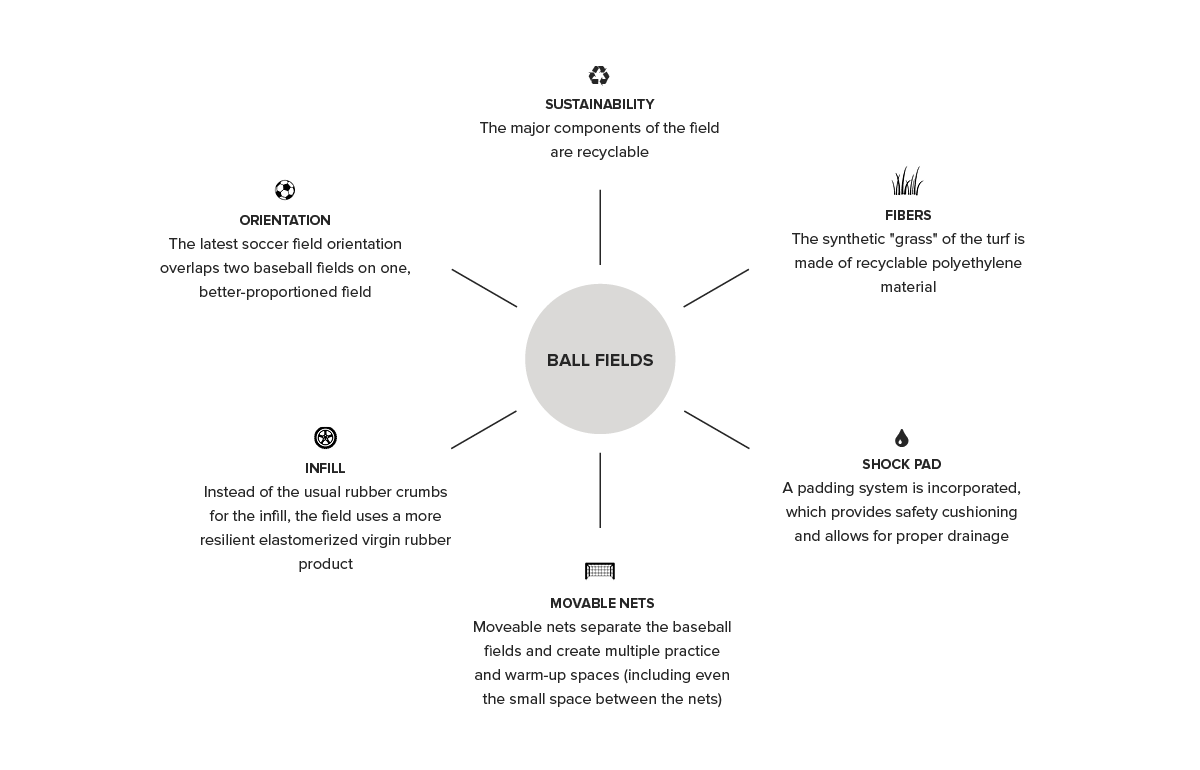 SUSTAINABILITY
The major components of the field
are recyclable
ORIENTATION
The latest soccer field orientation
overlaps two baseball fields on one,
better-proportioned field
FIBERS
The synthetic "grass" of the turf is
made of recyclable polyethylene
material
BALL FIELDS
INFILL
Instead of the usual rubber crumbs
for the infill, the field uses a more
resilient elastomerized virgin rubber
product
SHOCK PAD
A padding system is incorporated,
which provides safety cushioning
and allows for proper drainage
MOVABLE NETS
Moveable nets separate the baseball
fields and create multiple practice
and warm-up spaces (including even
the small space between the nets)